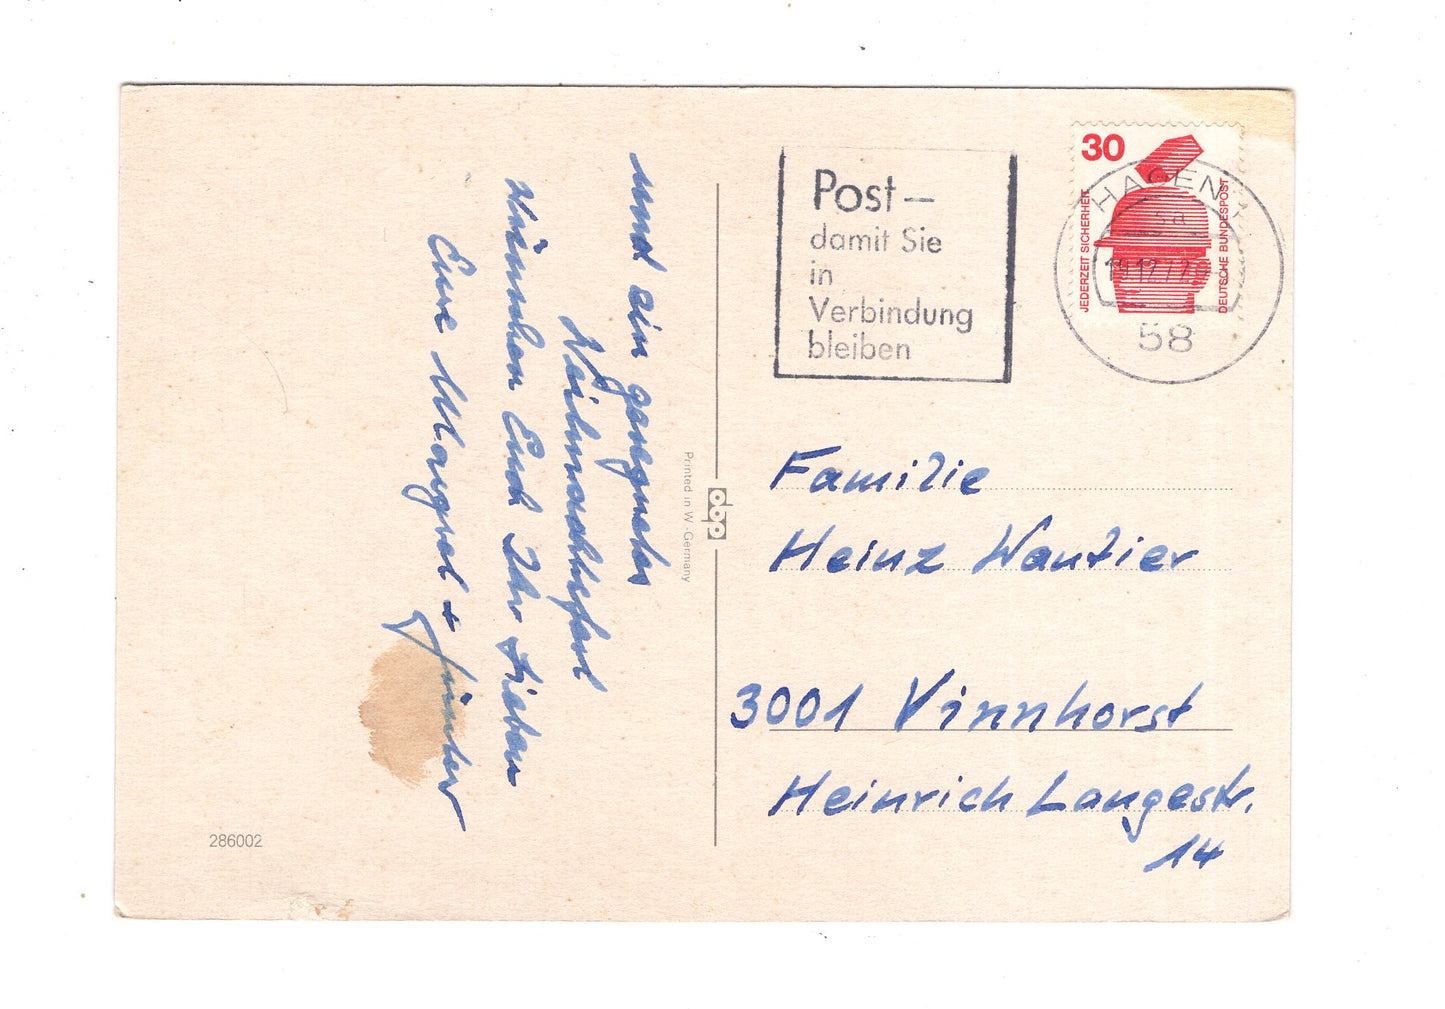 und ein gesegnetes
Weihnachtsfest
wünschen Euch Ihr Lieben
Eure Margret + Günter
286002
Printed in W.-Germany
Post –
damit Sie
in
Verbindung
bleiben
30
JEDERZEIT SICHERHEIT
DEUTSCHE BUNDESPOST
HAGEN
58
Familie
Heinz Wautier
3001 Vinnhorst
Heinrich Langestr.
14